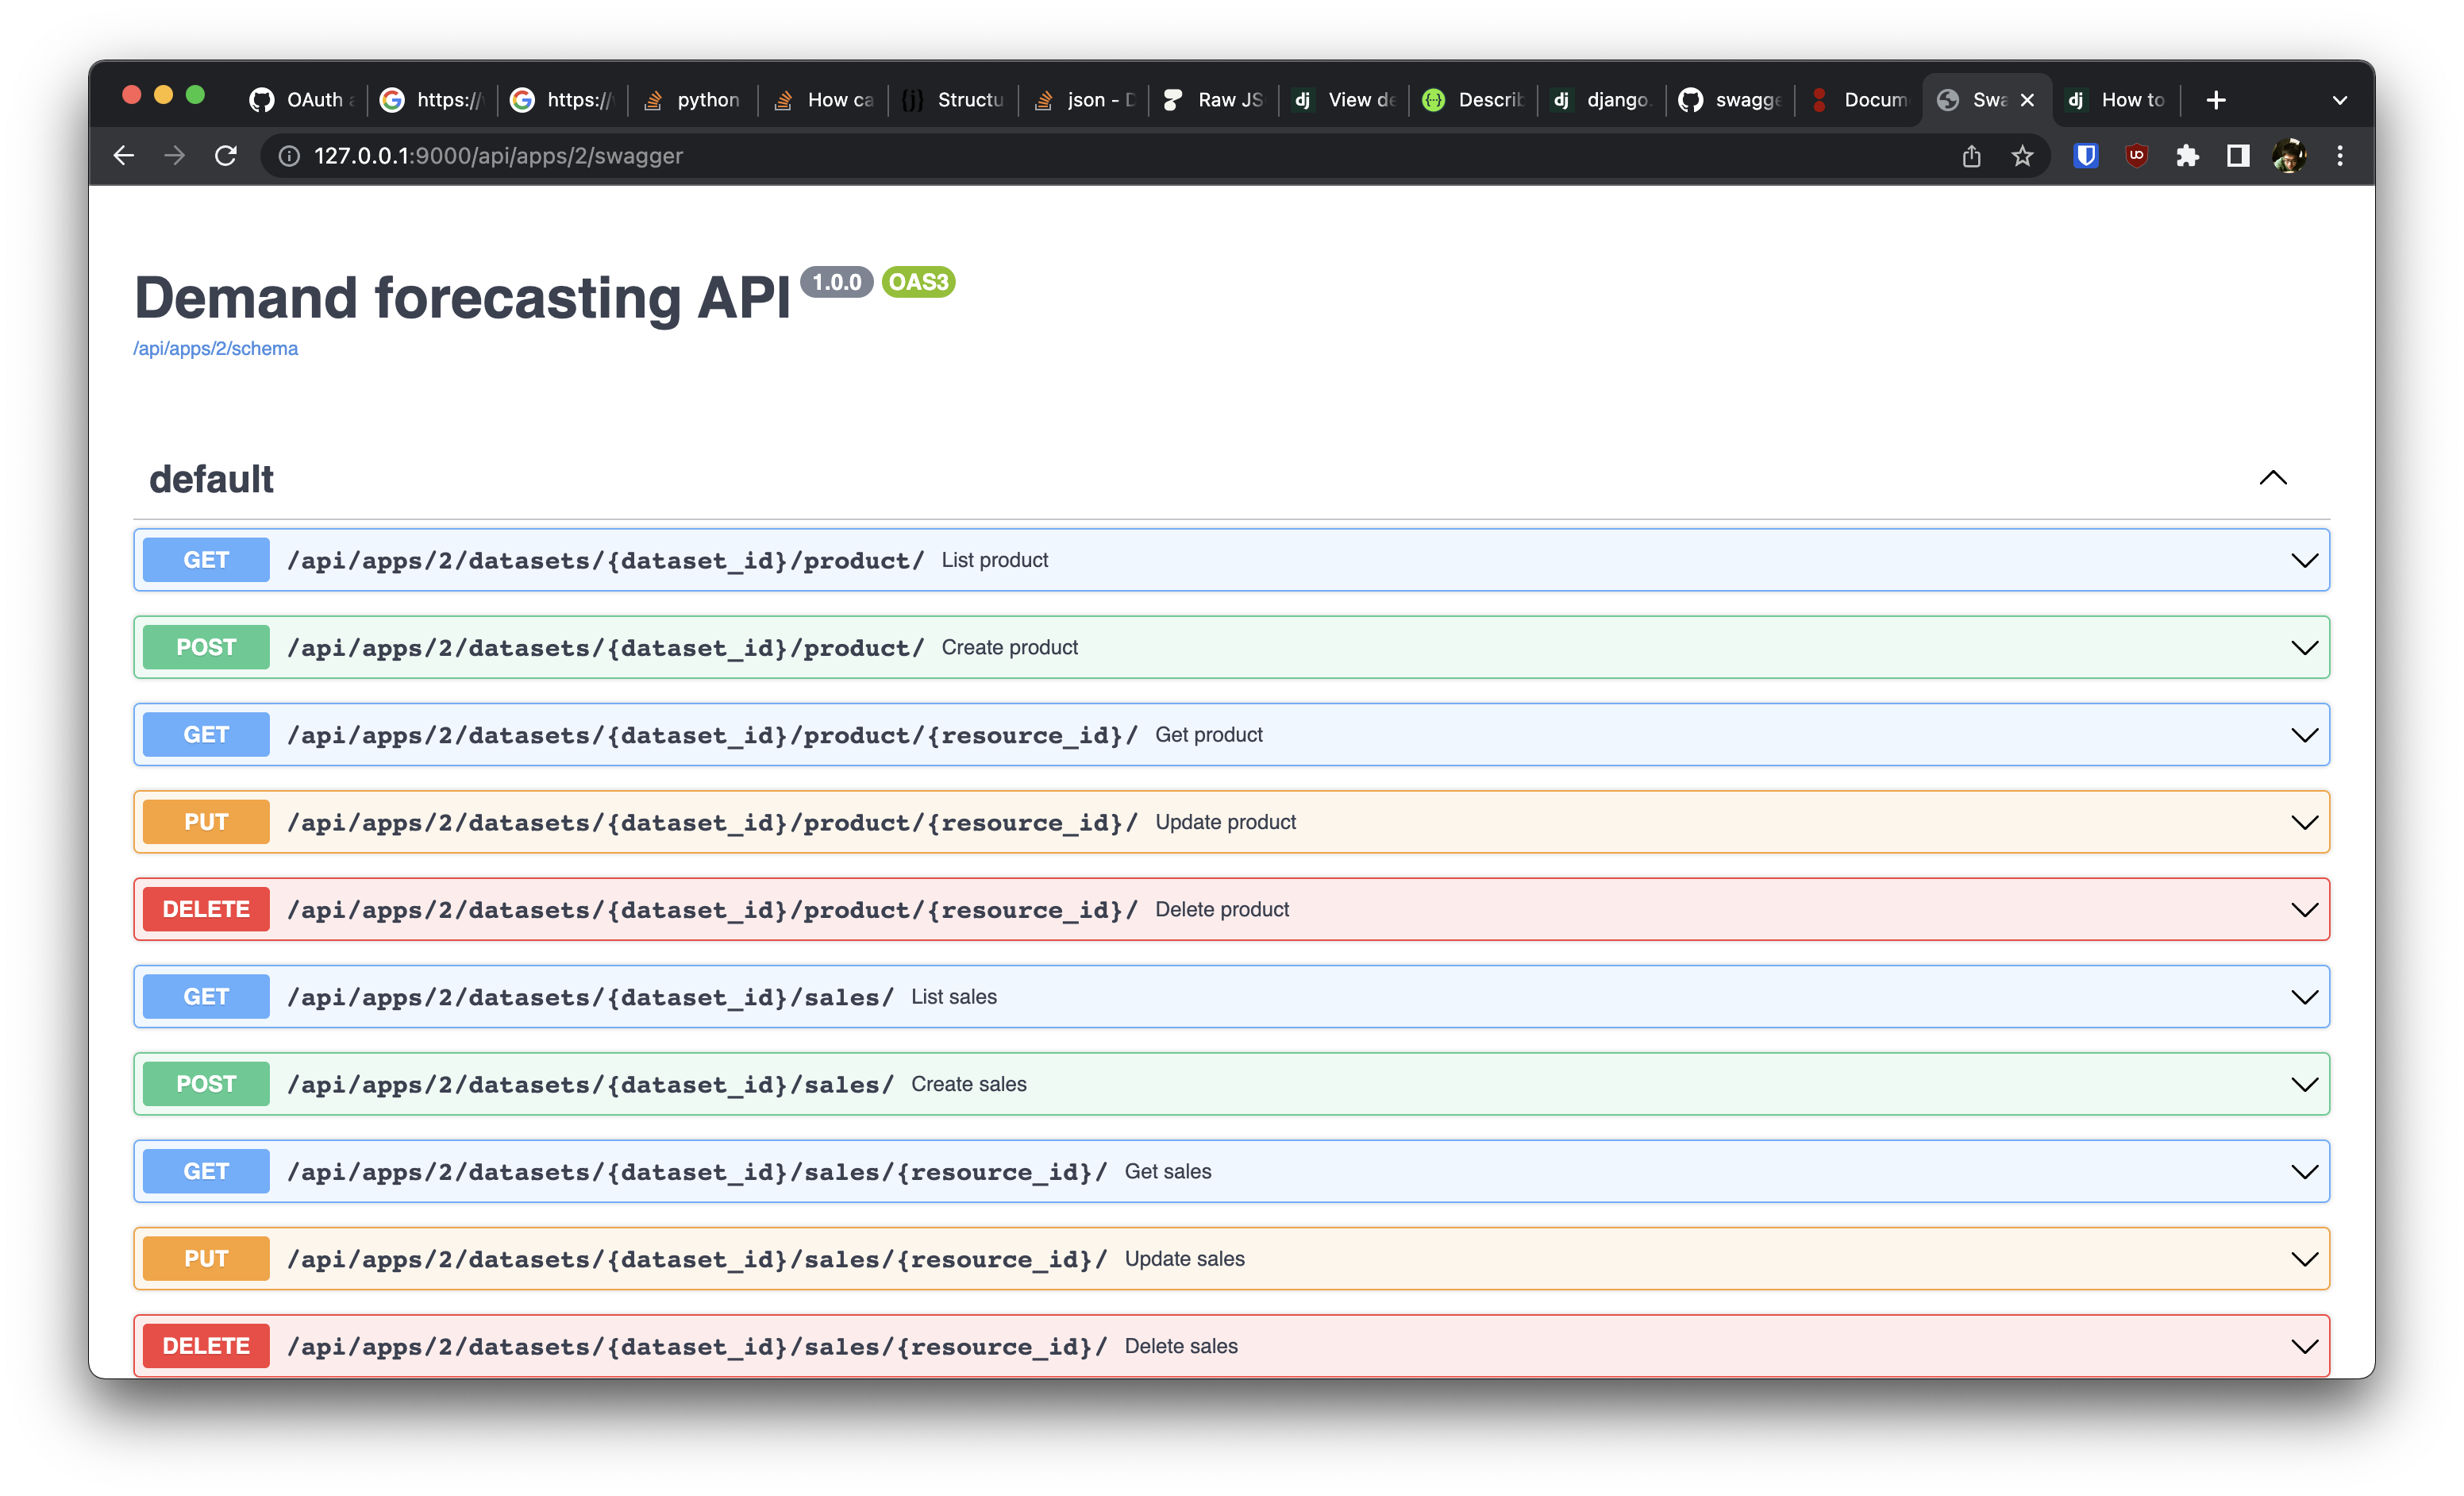 OAuth
https://
https://
python
How ca
Structu
json - D
Raw JS
View de
Describ
django.
swagge
Docum
Swa
How to
127.0.0.1:9000/api/apps/2/swagger
Demand forecasting API 1.0.0 OAS3
/api/apps/2/schema
default
GET /api/apps/2/datasets/{dataset_id}/product/ List product
POST /api/apps/2/datasets/{dataset_id}/product/ Create product
GET /api/apps/2/datasets/{dataset_id}/product/{resource_id}/ Get product
PUT /api/apps/2/datasets/{dataset_id}/product/{resource_id}/ Update product
DELETE /api/apps/2/datasets/{dataset_id}/product/{resource_id}/ Delete product
GET /api/apps/2/datasets/{dataset_id}/sales/ List sales
POST /api/apps/2/datasets/{dataset_id}/sales/ Create sales
GET /api/apps/2/datasets/{dataset_id}/sales/{resource_id}/ Get sales
PUT /api/apps/2/datasets/{dataset_id}/sales/{resource_id}/ Update sales
DELETE /api/apps/2/datasets/{dataset_id}/sales/{resource_id}/ Delete sales